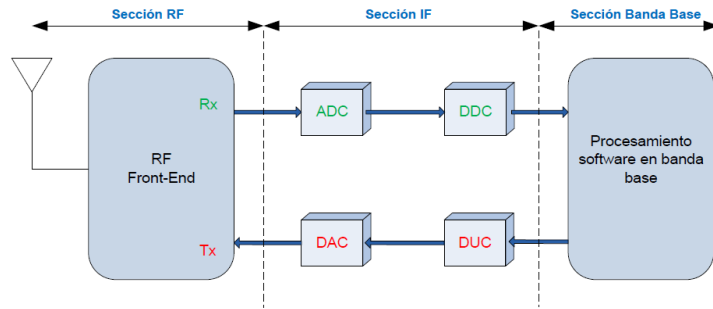 Sección RF
Sección IF
Sección Banda Base
Rx
ADC
DDC
RF
Front-End
Procesamiento
software en banda
base
Tx
DAC
DUC